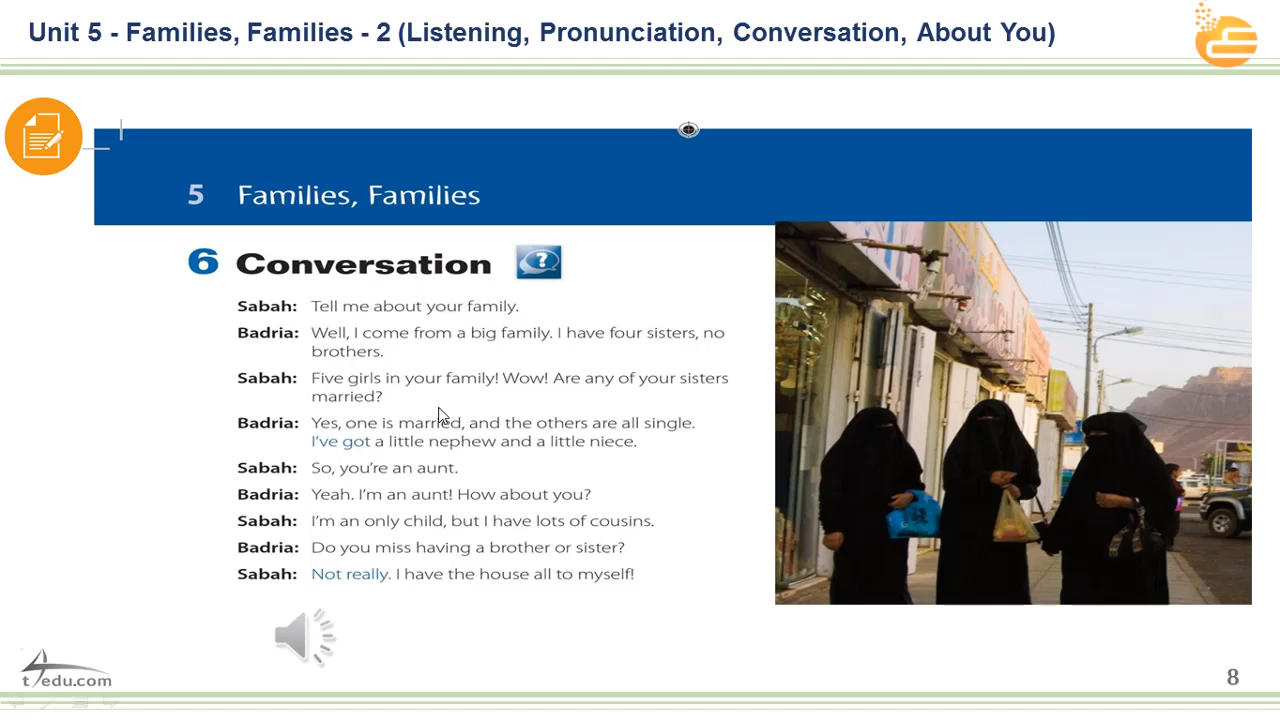 Unit 5 - Families, Families - 2 (Listening, Pronunciation, Conversation, About You)
5 Families, Families
6 Conversation
?
Sabah: Tell me about your family.
Badria: Well, I come from a big family. I have four sisters, no
brothers.
Sabah: Five girls in your family! Wow! Are any of your sisters
married?
Badria: Yes, one is married, and the others are all single.
I've got a little nephew and a little niece.
Sabah: So, you're an aunt.
Badria: Yeah. I'm an aunt! How about you?
Sabah: I'm an only child, but I have lots of cousins.
Badria: Do you miss having a brother or sister?
Sabah: Not really. I have the house all to myself!
t4edu.com
8